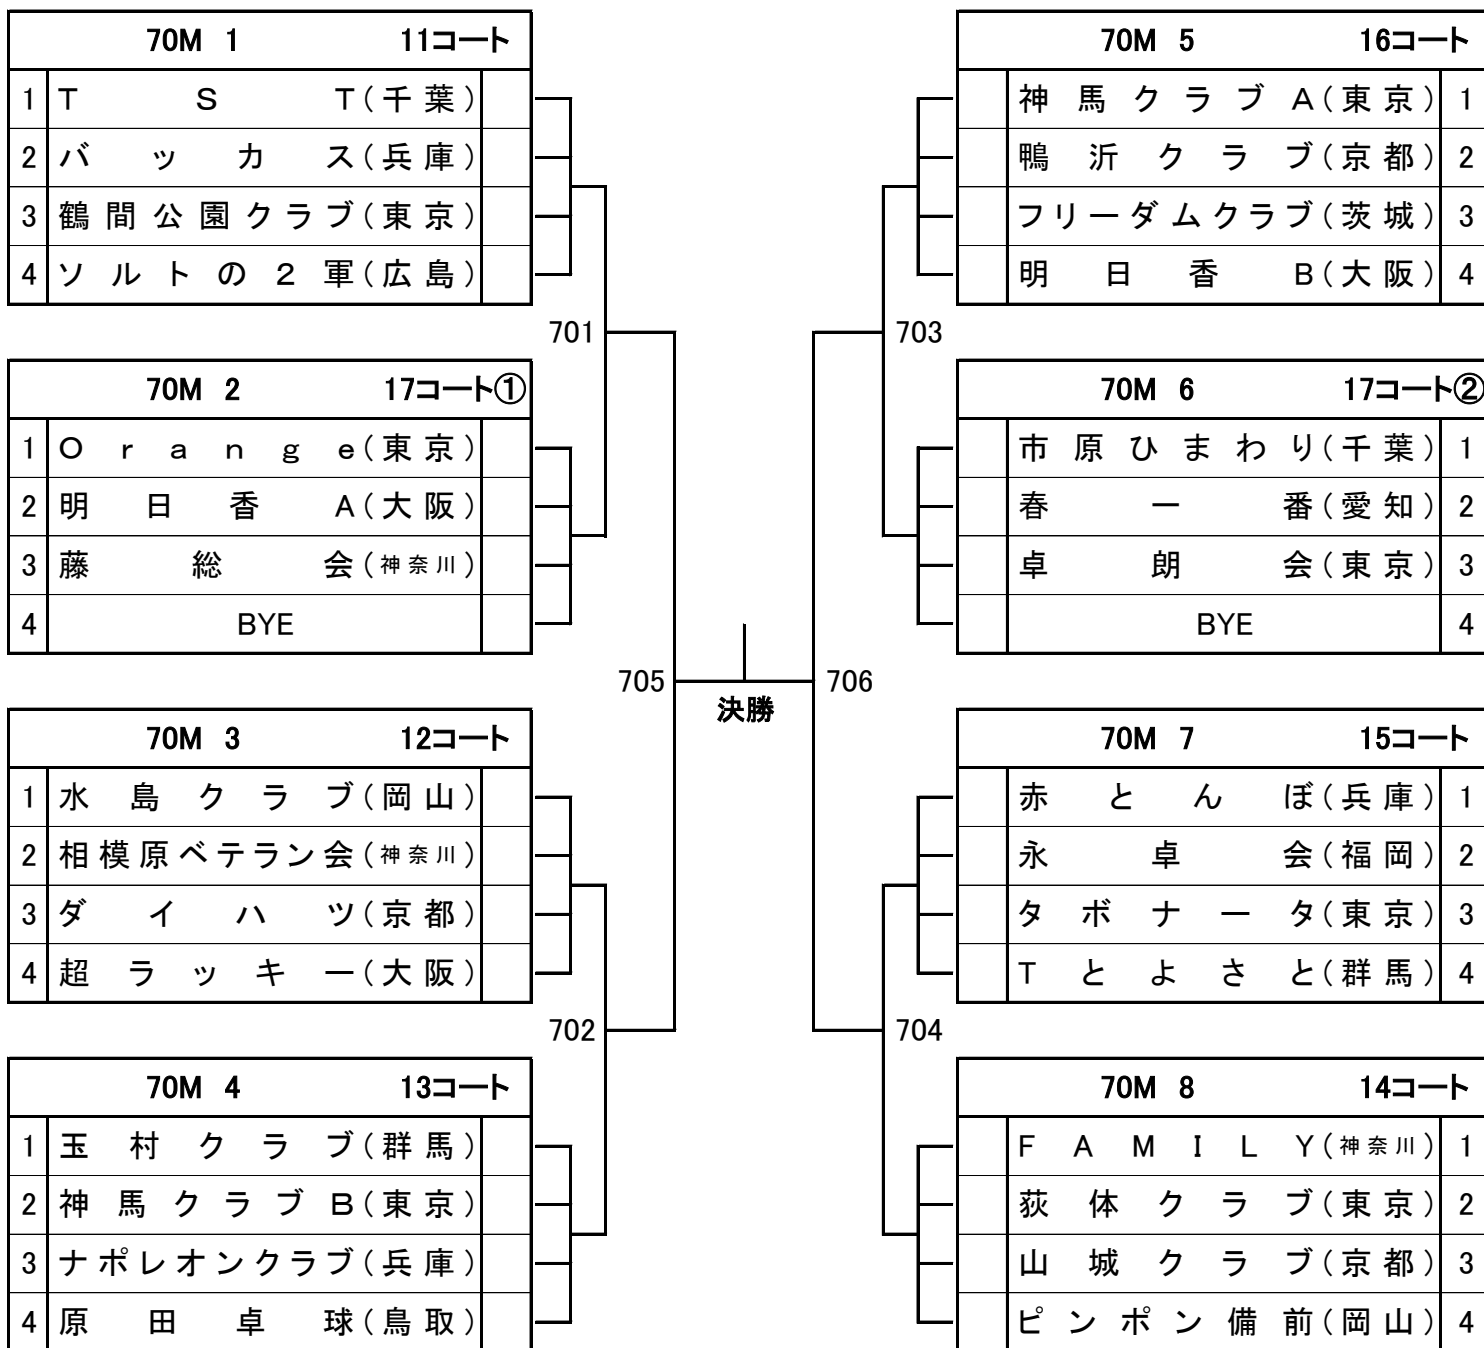 70M 1 11コート
1 TST(千葉)
2 バッカス(兵庫)
3 鶴間公園クラブ(東京)
4 ソルトの2軍(広島)
701
70M 2 17コート①
1 Orange(東京)
2 明日香A(大阪)
3 藤総会(神奈川)
4 BYE
705
70M 3 12コート
1 水島クラブ(岡山)
2 相模原ベテラン会(神奈川)
3 ダイハツ(京都)
4 超ラッキー(大阪)
702
70M 4 13コート
1 玉村クラブ(群馬)
2 神馬クラブB(東京)
3 ナポレオンクラブ(兵庫)
4 原田卓球(鳥取)
決勝
70M 5 16コート
神馬クラブA(東京) 1
鴨沂クラブ(京都) 2
フリーダムクラブ(茨城) 3
明日香B(大阪) 4
703
70M 6 17コート②
市原ひまわり(千葉) 1
春一番(愛知) 2
卓朗会(東京) 3
BYE 4
706
70M 7 15コート
赤とんぼ(兵庫) 1
永卓会(福岡) 2
タボナータ(東京) 3
Tとよさと(群馬) 4
704
70M 8 14コート
FAMILY(神奈川) 1
荻体クラブ(東京) 2
山城クラブ(京都) 3
ピンポン備前(岡山) 4